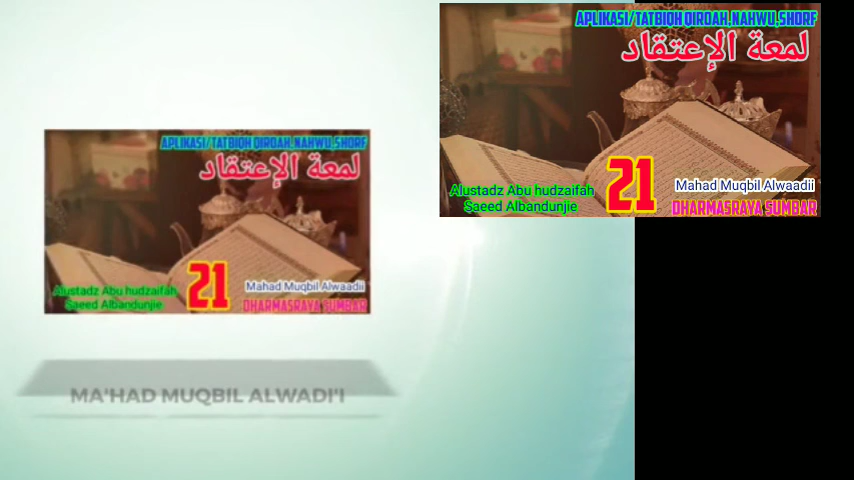 APLIKASI/TATBIQH QIROAH,NAHWU,SHORF
لمعة الإعتقاد
21
Alustadz Abu hudzaifah
Saeed Albandunjie
Mahad Muqbil Alwaadii
DHARMASRAYA SUMBAR
APLIKASI/TATBIQH QIROAH,NAHWU,SHORF
لمعة الإعتقاد
21
Alustadz Abu hudzaifah
Saeed Albandunjie
Mahad Muqbil Alwaadii
DHARMASRAYA SUMBAR
MA'HAD MUQBIL ALWADI'I